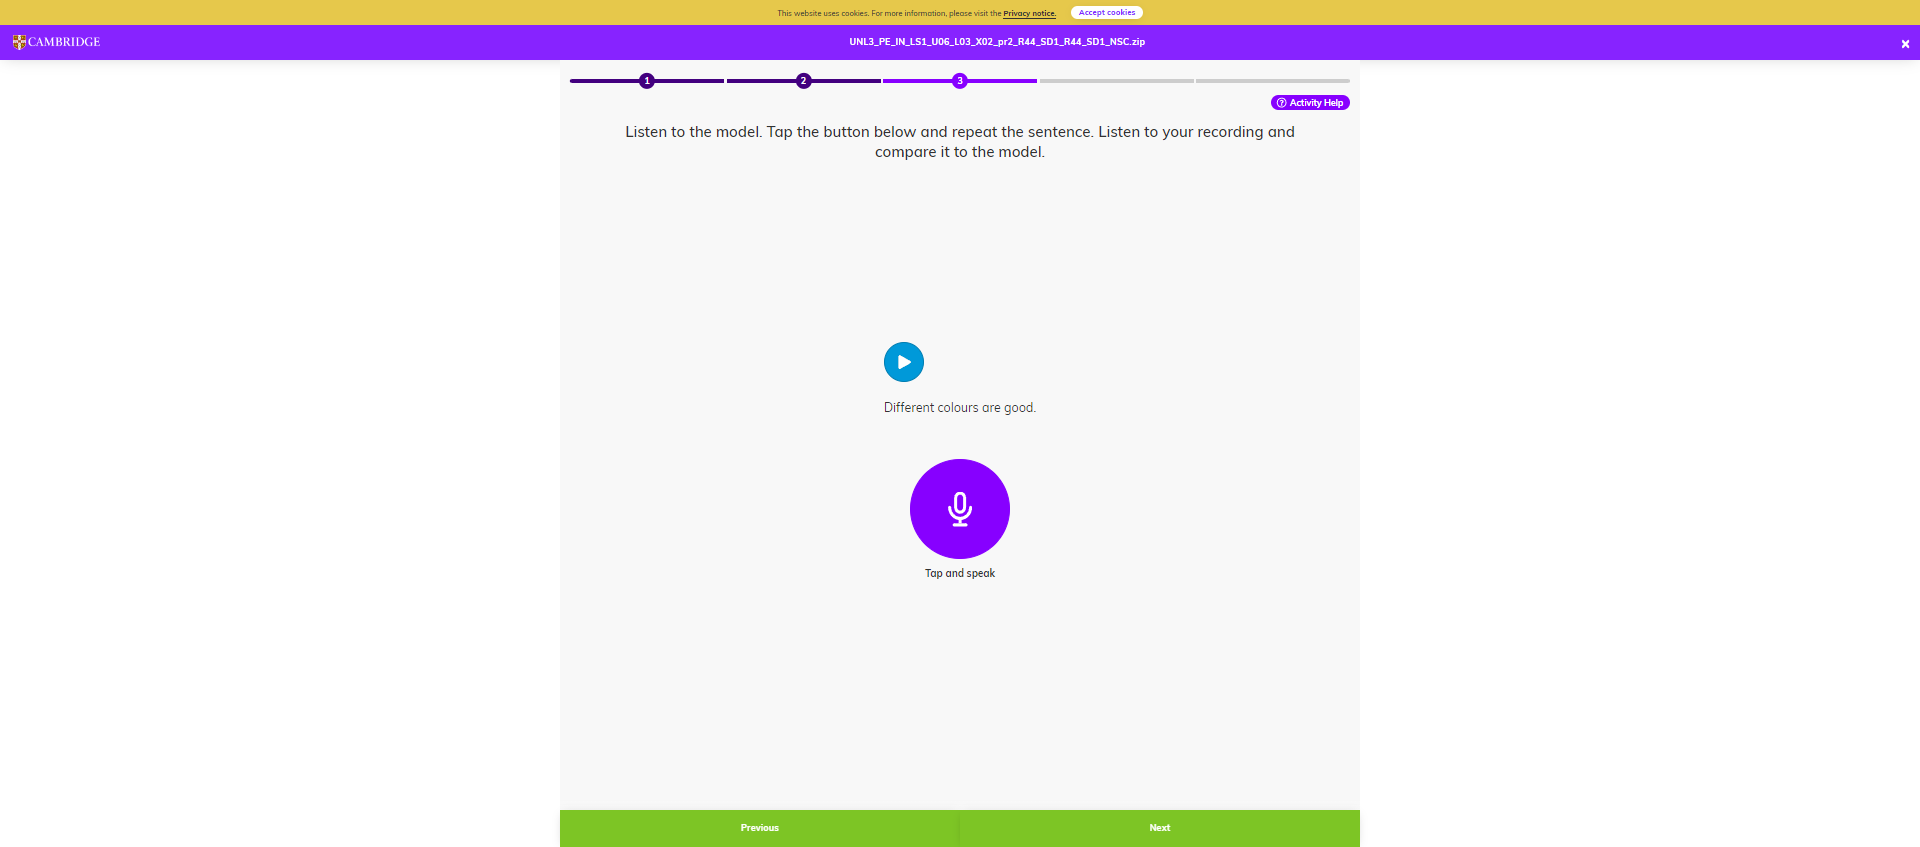 This website uses cookies. For more information, please visit the Privacy notice. Accept cookies
CAMBRIDGE
UNL3_PE_IN_LS1_U06_L03_X02_pr2_R44_SD1_R44_SD1_NSC.zip
1 2 3
Activity Help
Listen to the model. Tap the button below and repeat the sentence. Listen to your recording and
compare it to the model.
Different colours are good.
Tap and speak
Previous Next